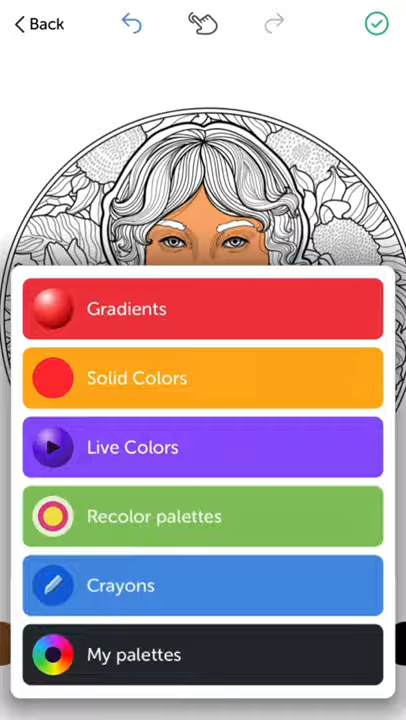 Back
Gradients
Solid Colors
Live Colors
Recolor palettes
Crayons
My palettes